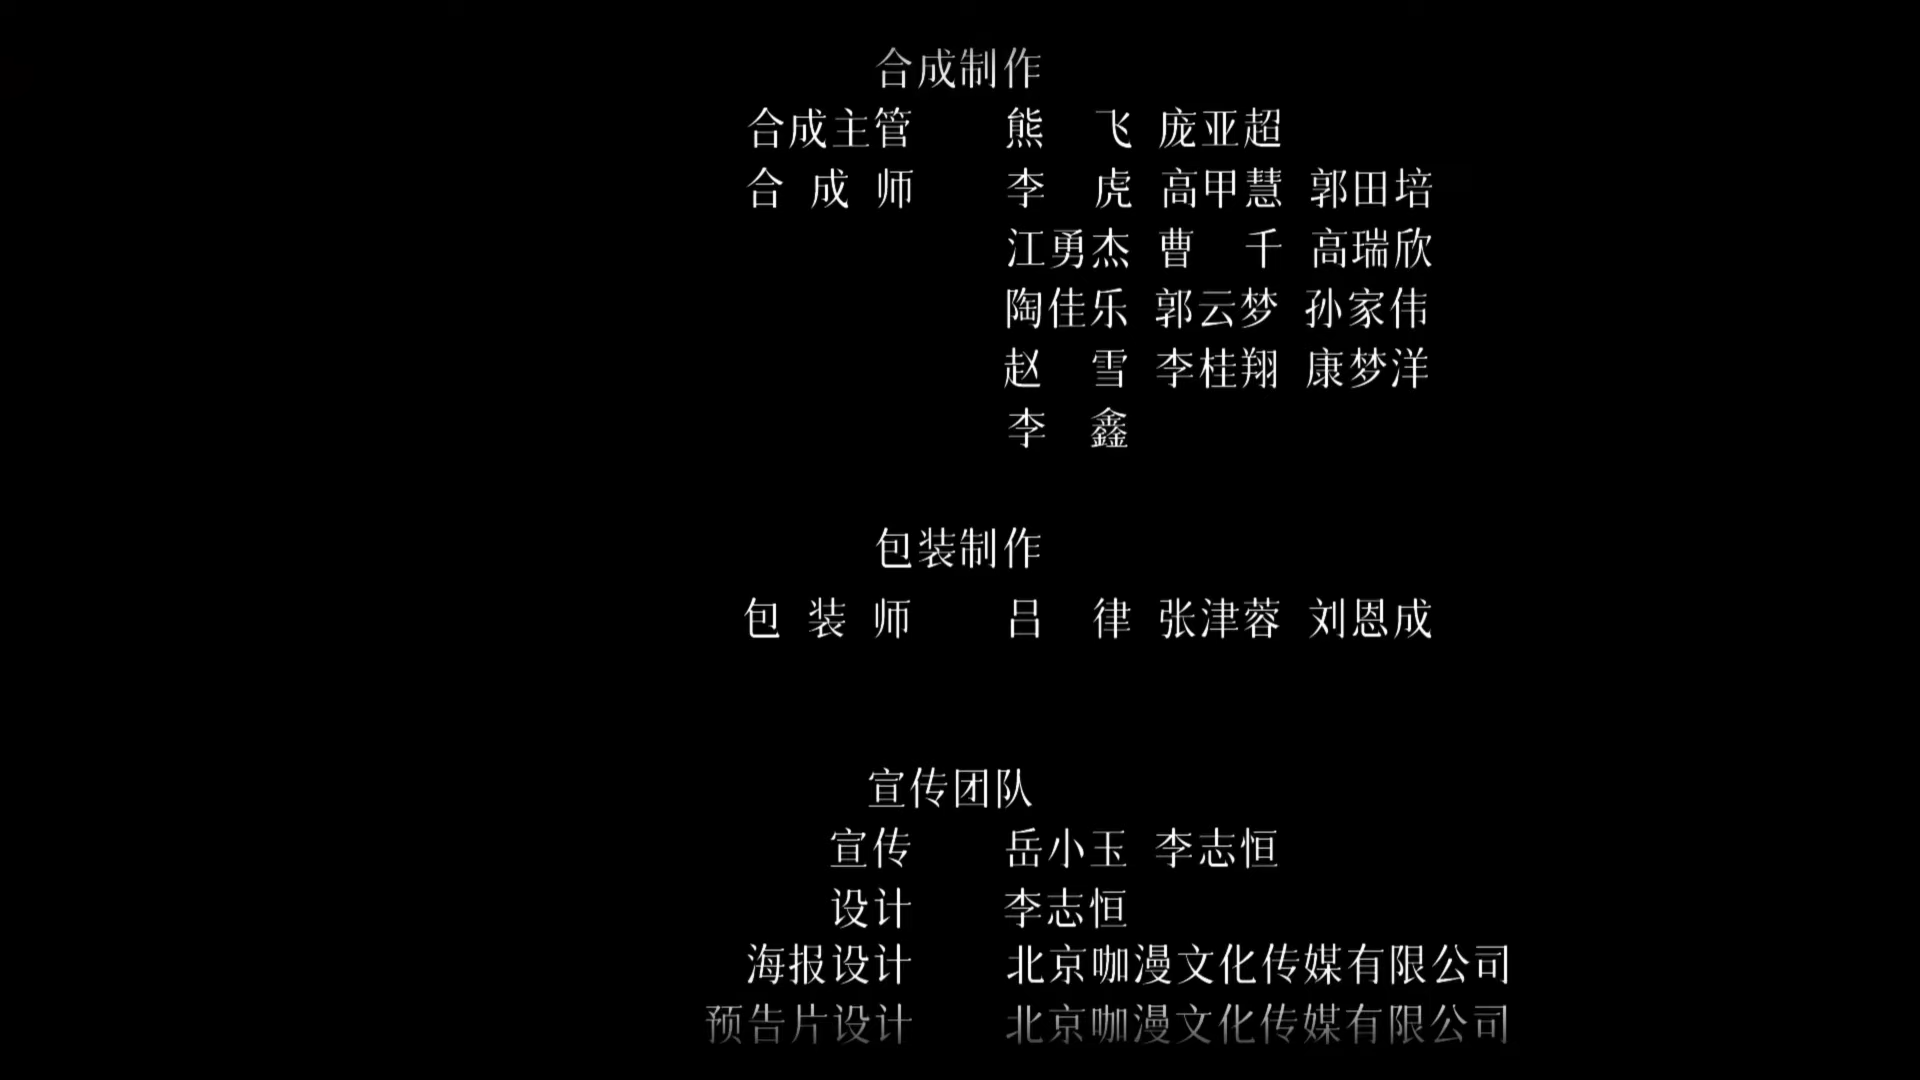 合成制作
合成主管 熊 飞 庞亚超
合成师 李 虎 高甲慧 郭田培
江勇杰 曹 千 高瑞欣
陶佳乐 郭云梦 孙家伟
赵 雪 李桂翔 康梦洋
李 鑫
包装制作
包装师 吕 律 张津蓉 刘恩成
宣传团队
宣传 岳小玉 李志恒
设计 李志恒
海报设计 北京咖漫文化传媒有限公司
预告片设计 北京咖漫文化传媒有限公司